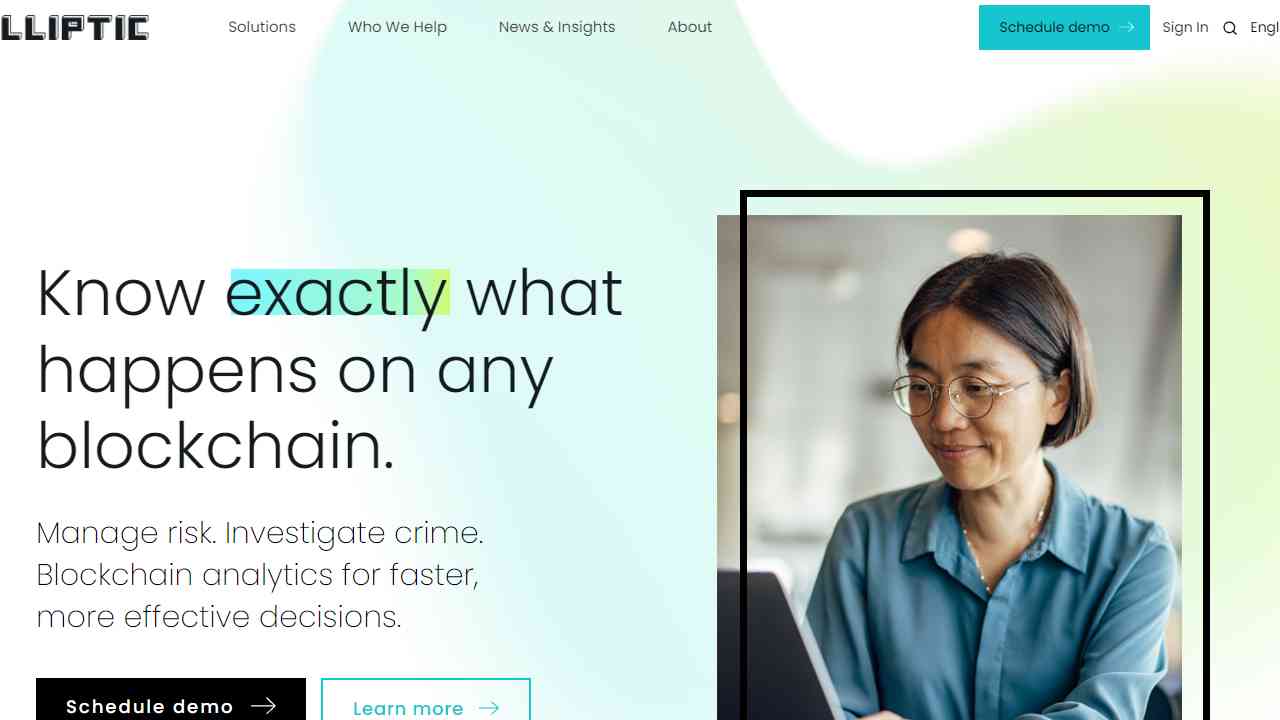 LLIPTIC
Solutions
Who We Help
News & Insights
About
Schedule demo
Sign In
Engl
Know exactly what
happens on any
blockchain.
Manage risk. Investigate crime.
Blockchain analytics for faster,
more effective decisions.
Schedule demo
Learn more